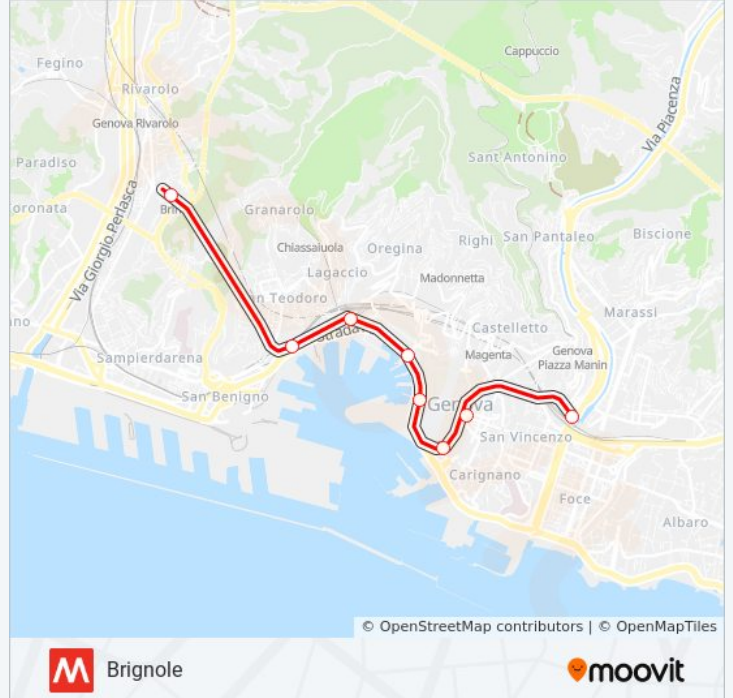 Fegino
Cappuccio
Rivarolo
Genova Rivarolo
Via Piacenza
Paradiso
Sant Antonino
oronata
Brin
Granarolo
Via Giorgio Perlasca
Chiassaiuola
Oregina
Righi
San Pantaleo
Biscione
Lagaccio
Madonnetta
an Teodoro
Marassi
ano
Strada
Castelletto
Sampierdarena
Magenta
Genova
Piazza Manin
San Benigno
Genova
San Vincenzo
Carignano
Foce
Albaro
© OpenStreetMap contributors | © OpenMapTiles
M Brignole
moovit